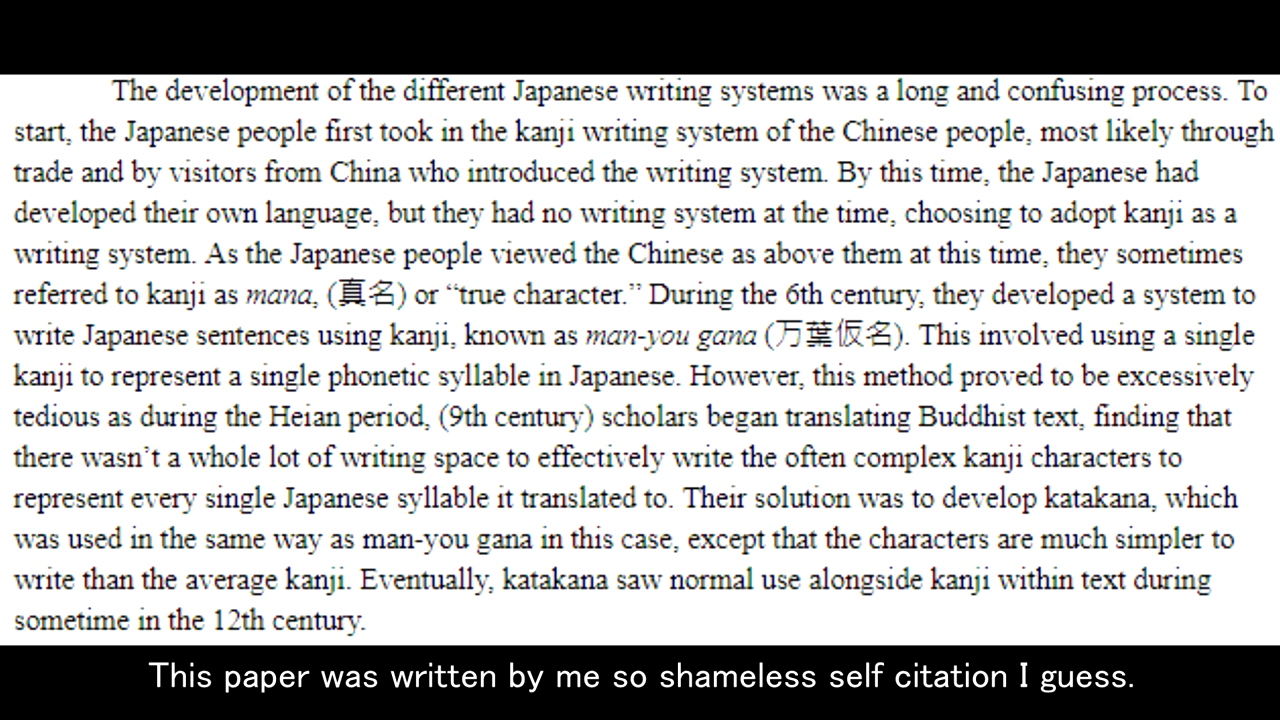 The development of the different Japanese writing systems was a long and confusing process. To
start, the Japanese people first took in the kanji writing system of the Chinese people, most likely through
trade and by visitors from China who introduced the writing system. By this time, the Japanese had
developed their own language, but they had no writing system at the time, choosing to adopt kanji as a
writing system. As the Japanese people viewed the Chinese as above them at this time, they sometimes
referred to kanji as mana, (真名) or “true character.” During the 6th century, they developed a system to
write Japanese sentences using kanji, known as man-you gana (万葉仮名). This involved using a single
kanji to represent a single phonetic syllable in Japanese. However, this method proved to be excessively
tedious as during the Heian period, (9th century) scholars began translating Buddhist text, finding that
there wasn’t a whole lot of writing space to effectively write the often complex kanji characters to
represent every single Japanese syllable it translated to. Their solution was to develop katakana, which
was used in the same way as man-you gana in this case, except that the characters are much simpler to
write than the average kanji. Eventually, katakana saw normal use alongside kanji within text during
sometime in the 12th century.
This paper was written by me so shameless self citation I guess.